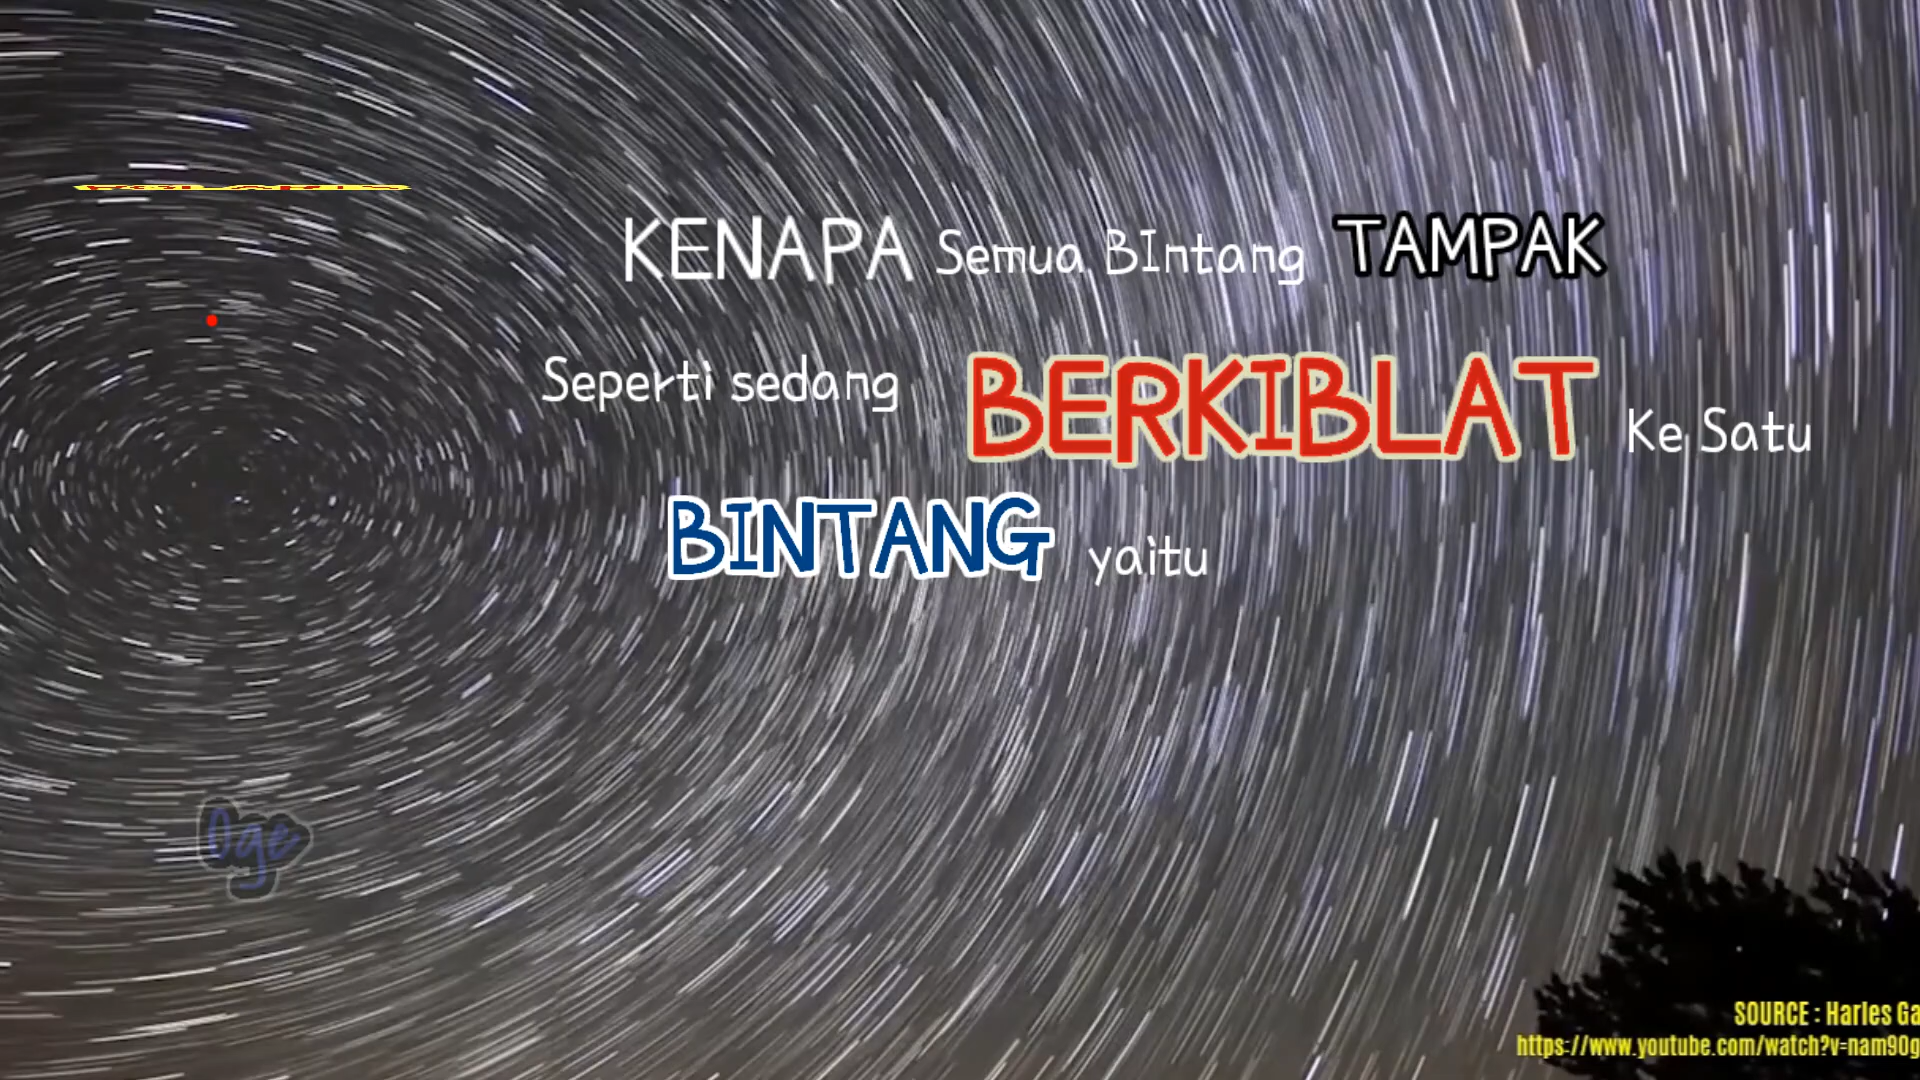 KENAPA Semua BIntang TAMPAK
Seperti sedang BERKIBLAT Ke Satu
BINTANG yaitu
Oge
SOURCE : Harles Ga
https://www.youtube.com/watch?v=nam90g